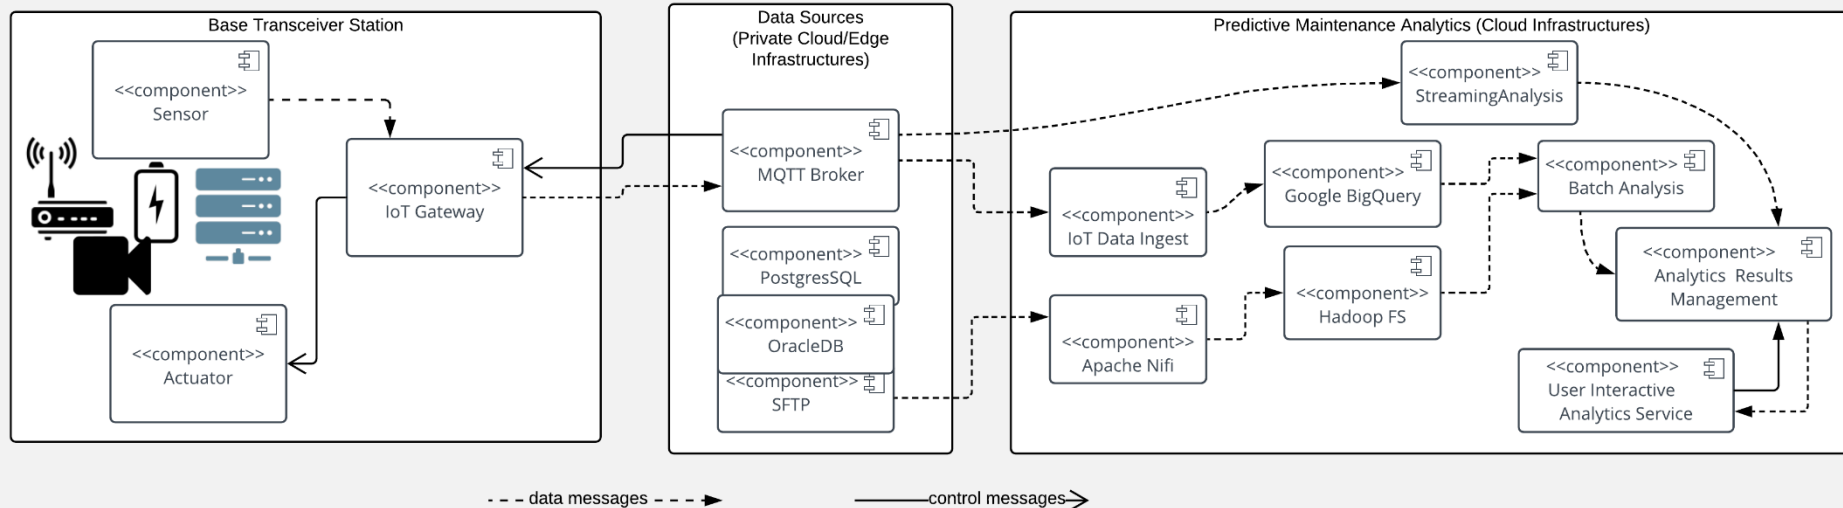 Base Transceiver Station
<<component>>
Sensor
<<component>>
IoT Gateway
<<component>>
Actuator
Data Sources
(Private Cloud/Edge
Infrastructures)
<<component>>
MQTT Broker
<<component>>
PostgresSQL
<<component>>
OracleDB
<<component>>
SFTP
Predictive Maintenance Analytics (Cloud Infrastructures)
<<component>>
StreamingAnalysis
<<component>>
IoT Data Ingest
<<component>>
Google BigQuery
<<component>>
Batch Analysis
<<component>>
Apache Nifi
<<component>>
Hadoop FS
<<component>>
Analytics Results
Management
<<component>>
User Interactive
Analytics Service
data messages
control messages